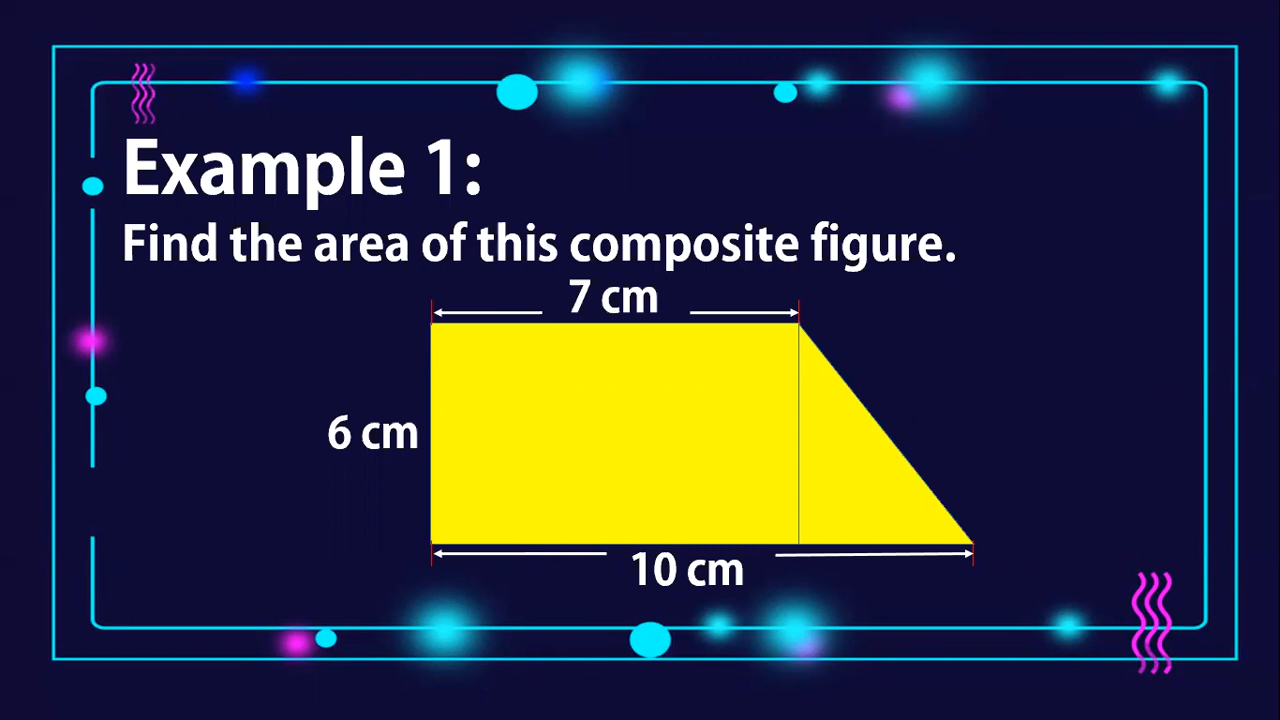 Example 1:
Find the area of this composite figure.
7 cm
6 cm
10 cm